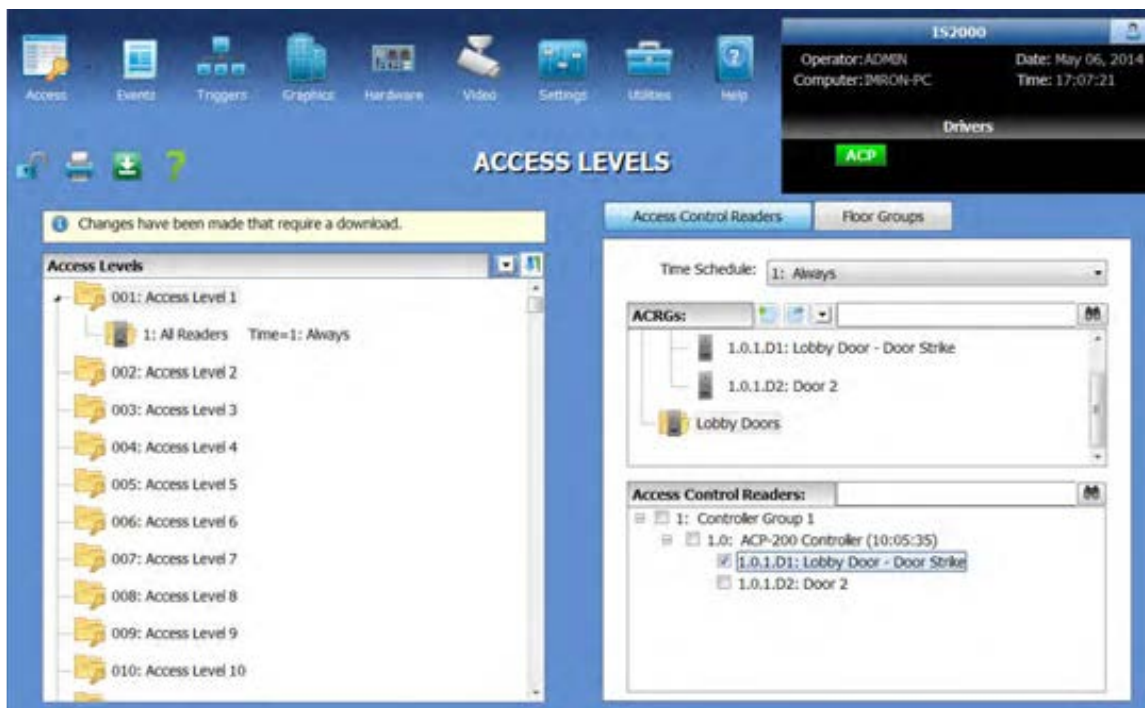 IS2000
Operator:ADMIN Date: May 06, 2014
Computer:IMRON-PC Time: 17:07:21
Drivers
ACP
Access Events Triggers Graphics Hardware Video Settings Utilities Help
ACCESS LEVELS
Changes have been made that require a download.
Access Levels
001: Access Level 1
1: All Readers Time=1: Always
002: Access Level 2
003: Access Level 3
004: Access Level 4
005: Access Level 5
006: Access Level 6
007: Access Level 7
008: Access Level 8
009: Access Level 9
010: Access Level 10
Access Control Readers Floor Groups
Time Schedule: 1: Always
ACRGs:
1.0.1.D1: Lobby Door - Door Strike
1.0.1.D2: Door 2
Lobby Doors
Access Control Readers:
1: Controller Group 1
1.0: ACP-200 Controller (10:05:35)
1.0.1.D1: Lobby Door - Door Strike
1.0.1.D2: Door 2